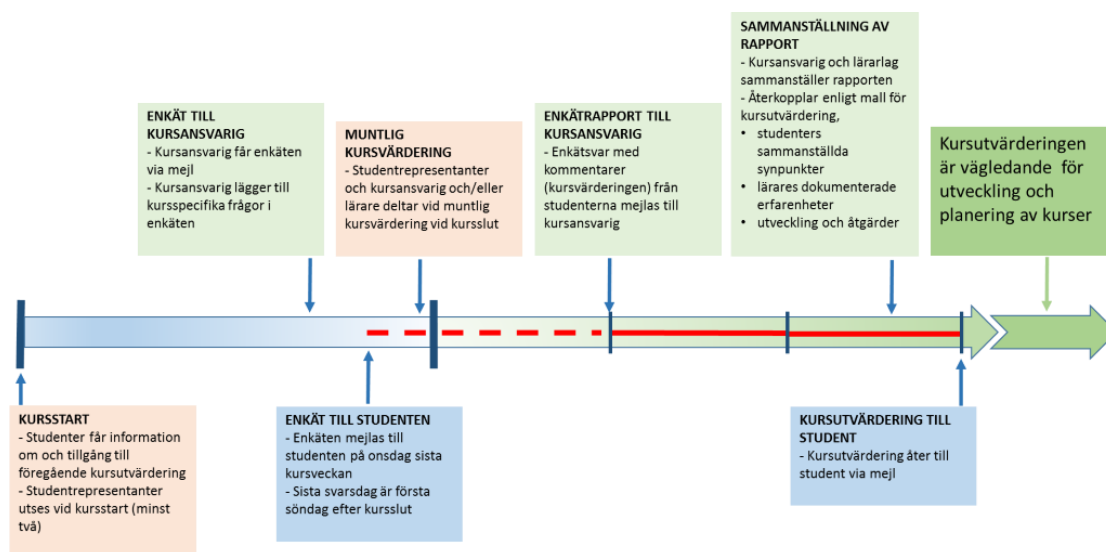 ENKÄT TILL
KURSANSVARIG
- Kursansvarig får enkäten
via mejl
- Kursansvarig lägger till
kursspecifika frågor i
enkäten
MUNTLIG
KURSVÄRDERING
- Studentrepresentanter
och kursansvarig och/eller
lärare deltar vid muntlig
kursvärdering vid kursslut
ENKÄTRAPPORT TILL
KURSANSVARIG
- Enkätsvar med
kommentarer
(kursvärderingen) från
studenterna mejlas till
kursansvarig
SAMMANSTÄLLNING AV
RAPPORT
- Kursansvarig och lärarlag
sammanställer rapporten
- Återkopplar enligt mall för
kursutvärdering,
• studenters
sammanställda
synpunkter
• lärares dokumenterade
erfarenheter
• utveckling och åtgärder
Kursutvärderingen
är vägledande för
utveckling och
planering av kurser
KURSSTART
- Studenter får information
om och tillgång till
föregående kursutvärdering
- Studentrepresentanter
utses vid kursstart (minst
två)
ENKÄT TILL STUDENTEN
- Enkäten mejlas till
studenten på onsdag sista
kursveckan
- Sista svarsdag är första
söndag efter kursslut
KURSUTVÄRDERING TILL
STUDENT
- Kursutvärdering åter till
student via mejl